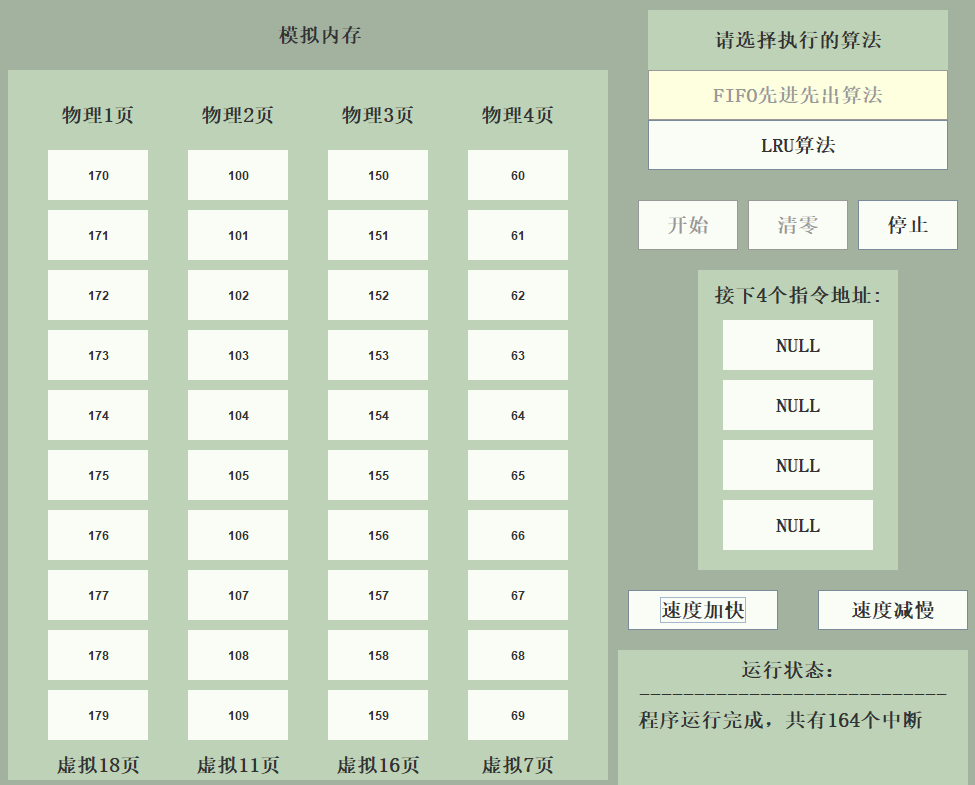 模拟内存
物理1页 物理2页 物理3页 物理4页
170 100 150 60
171 101 151 61
172 102 152 62
173 103 153 63
174 104 154 64
175 105 155 65
176 106 156 66
177 107 157 67
178 108 158 68
179 109 159 69
虚拟18页 虚拟11页 虚拟16页 虚拟7页
请选择执行的算法
FIFO先进先出算法
LRU算法
开始 清零 停止
接下4个指令地址:
NULL
NULL
NULL
NULL
速度加快 速度减慢
运行状态:
----------------------------
程序运行完成，共有164个中断